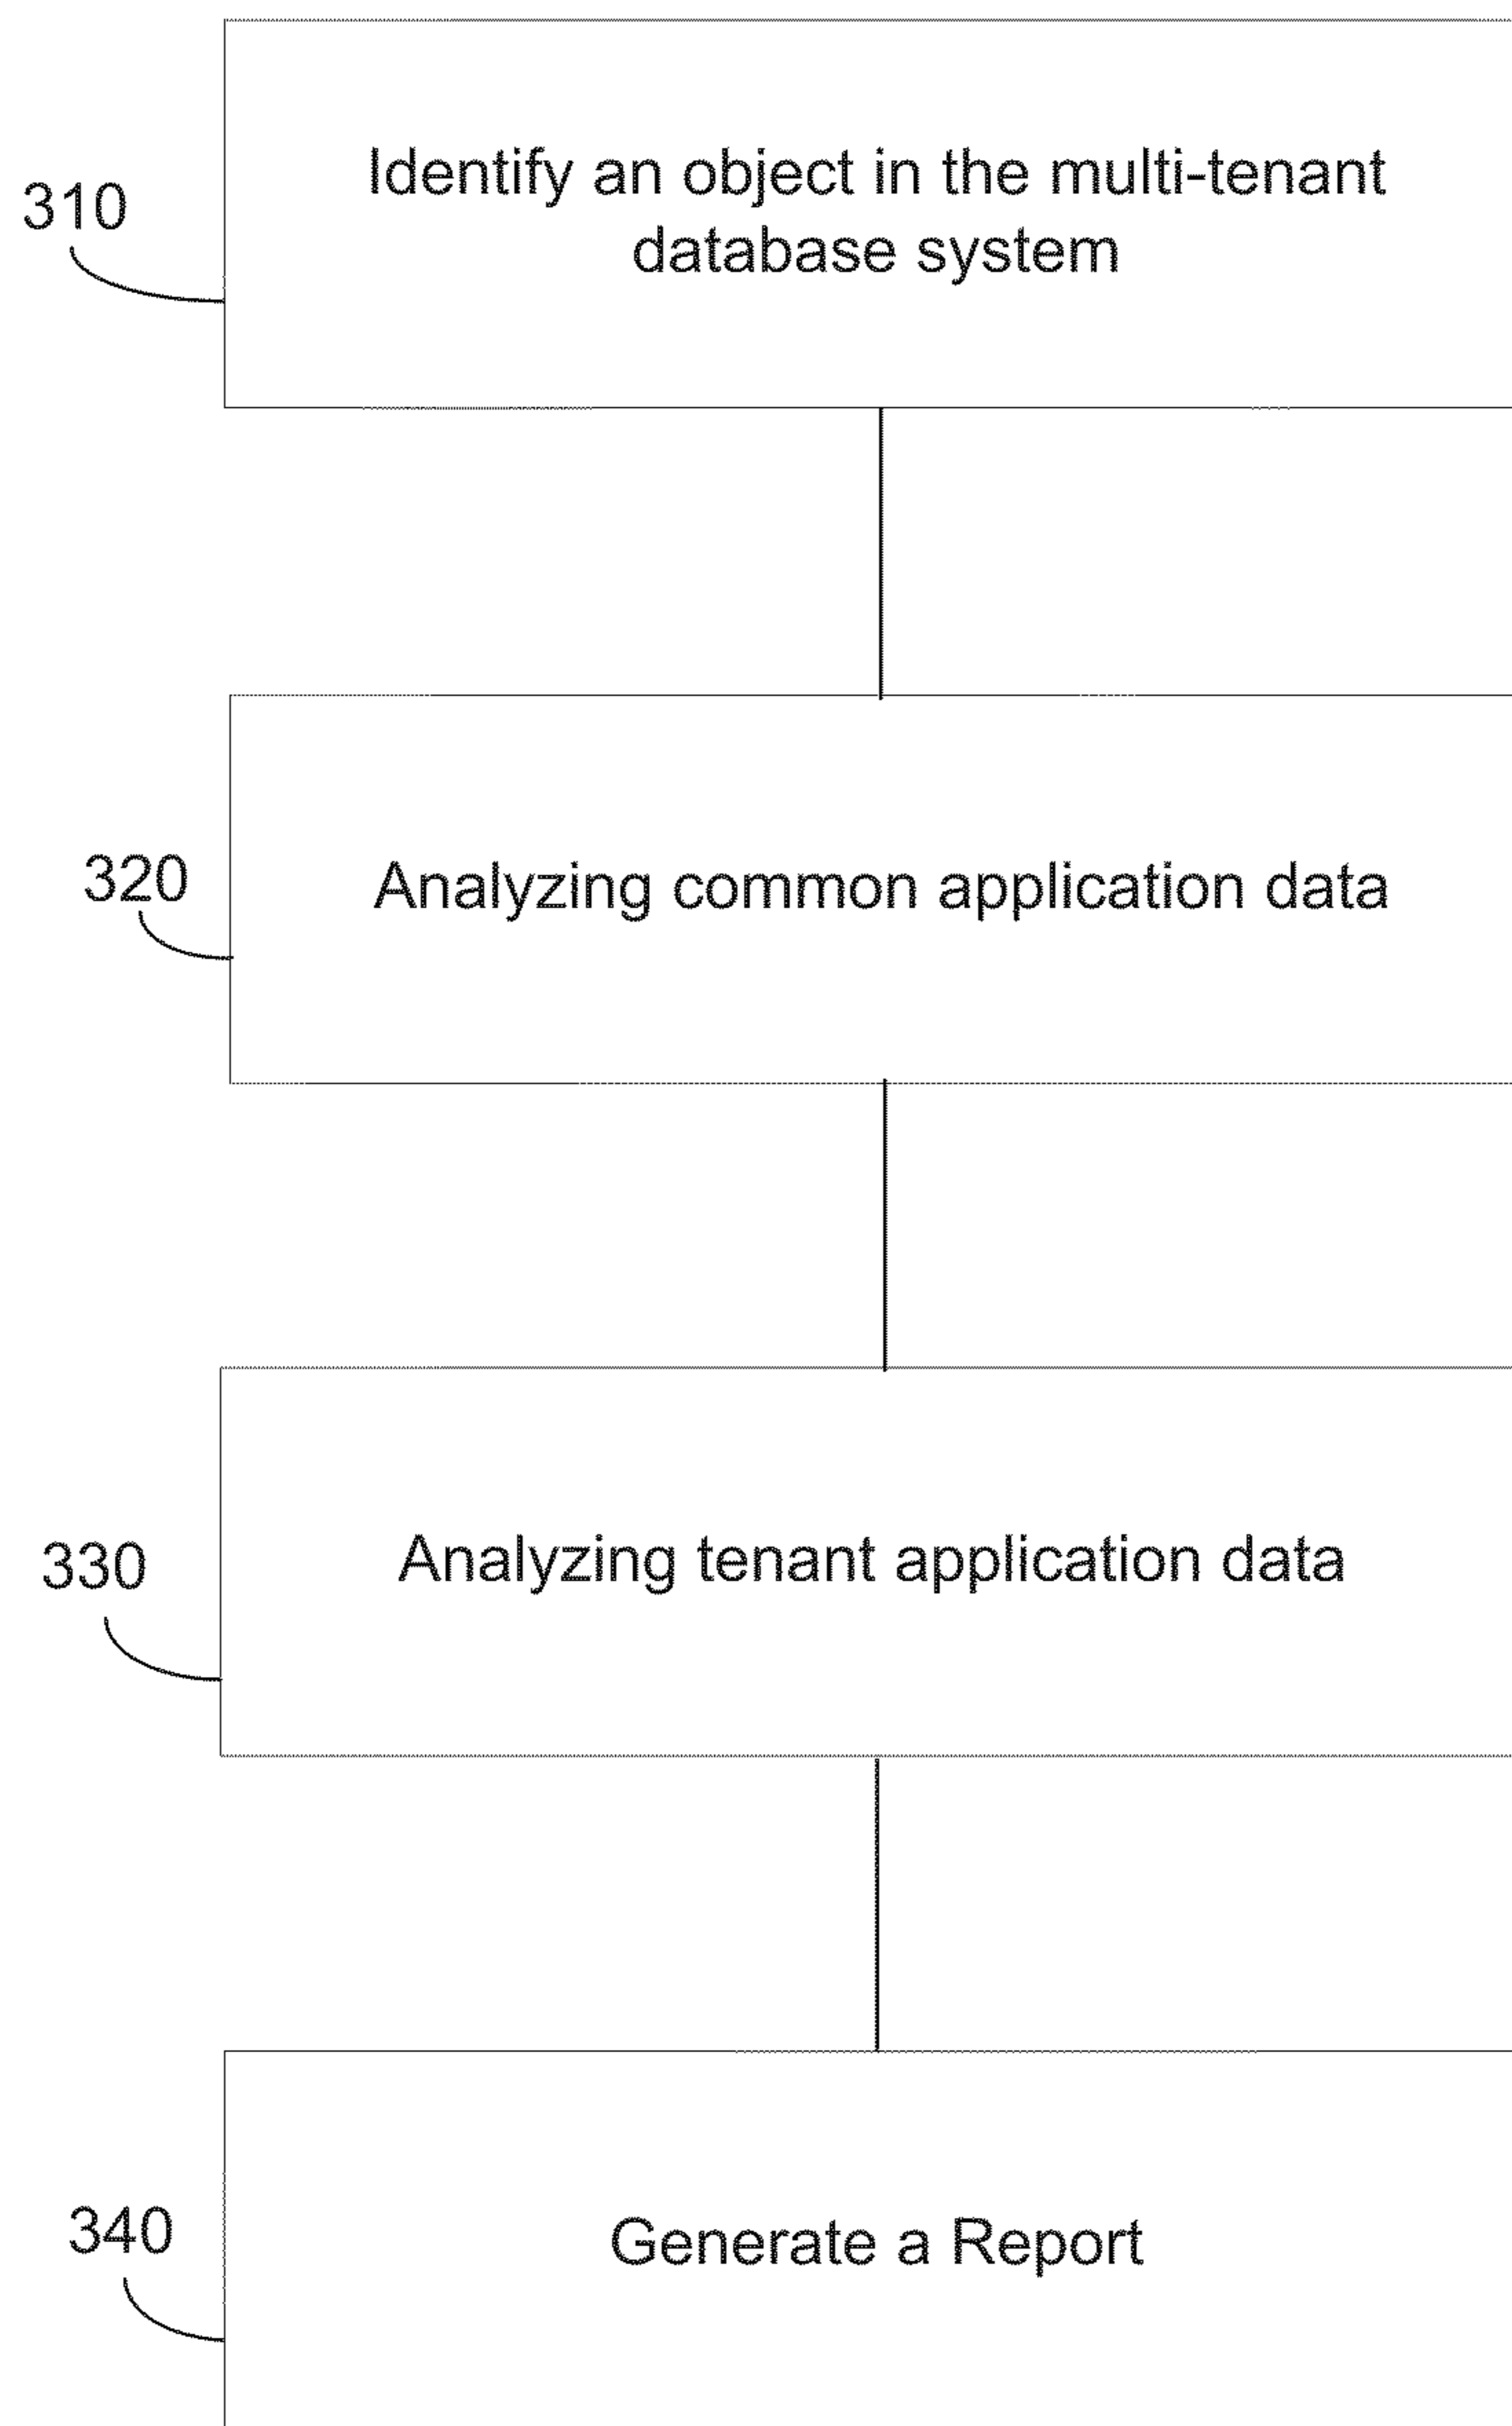 310
Identify an object in the multi-tenant
database system
320
Analyzing common application data
330
Analyzing tenant application data
340
Generate a Report